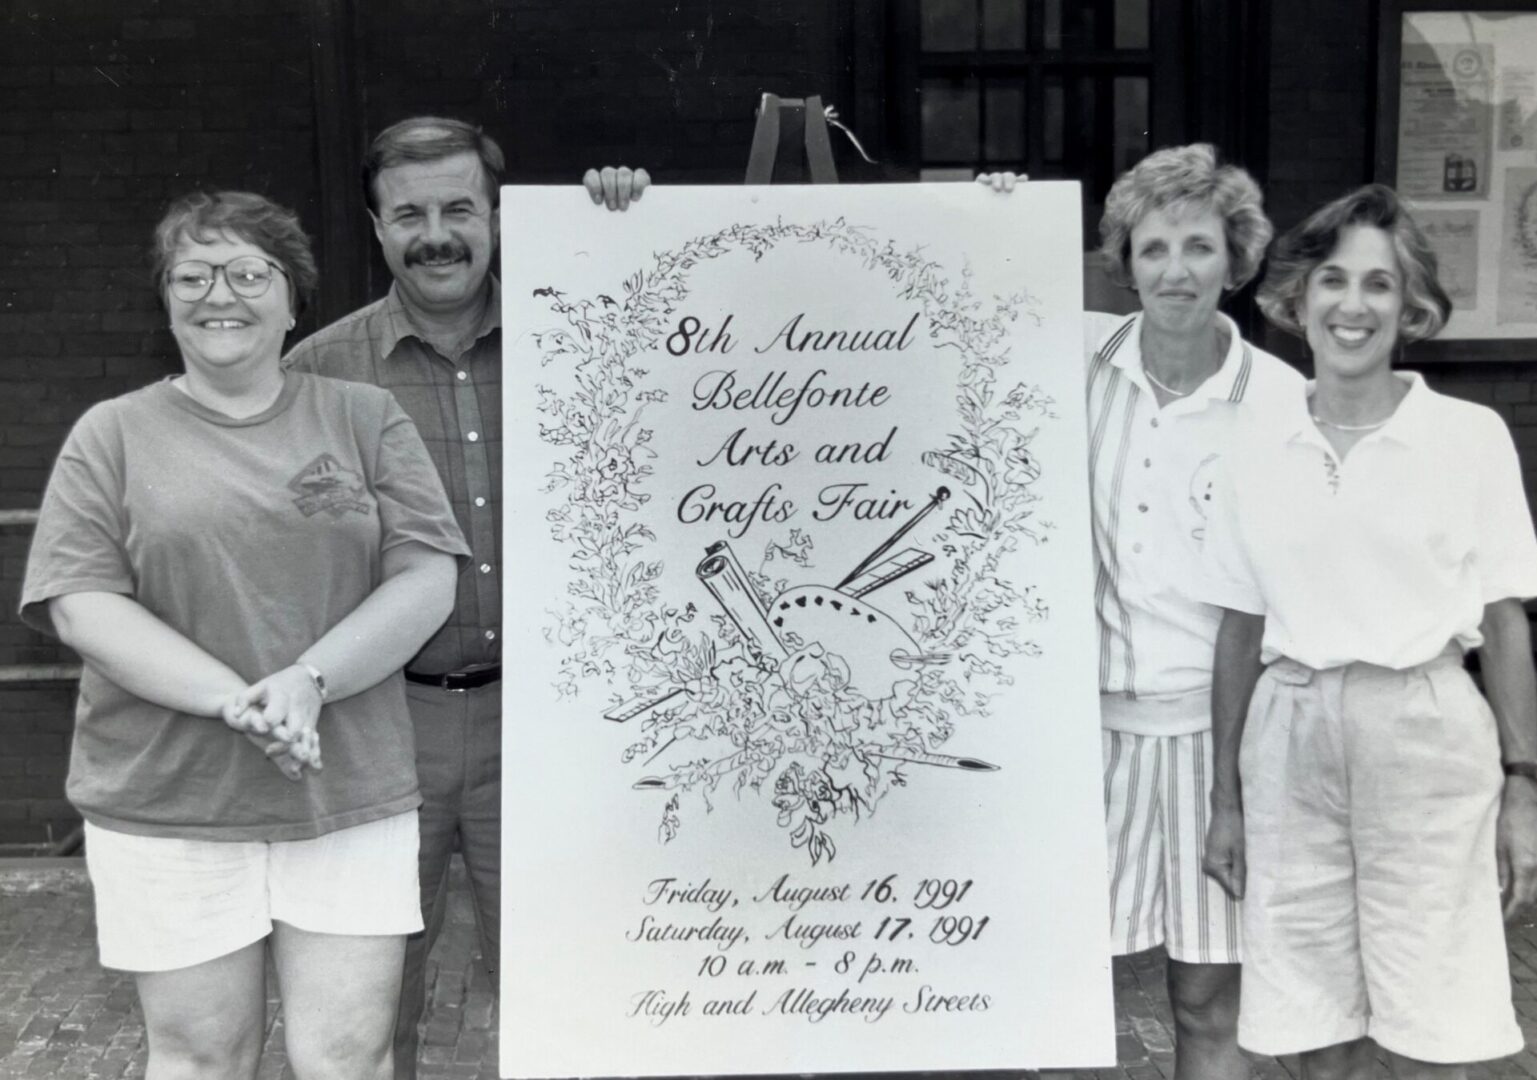 8th Annual
Bellefonte
Arts and
Crafts Fair
Friday, August 16, 1991
Saturday, August 17, 1991
10 a.m. - 8 p.m.
High and Allegheny Streets